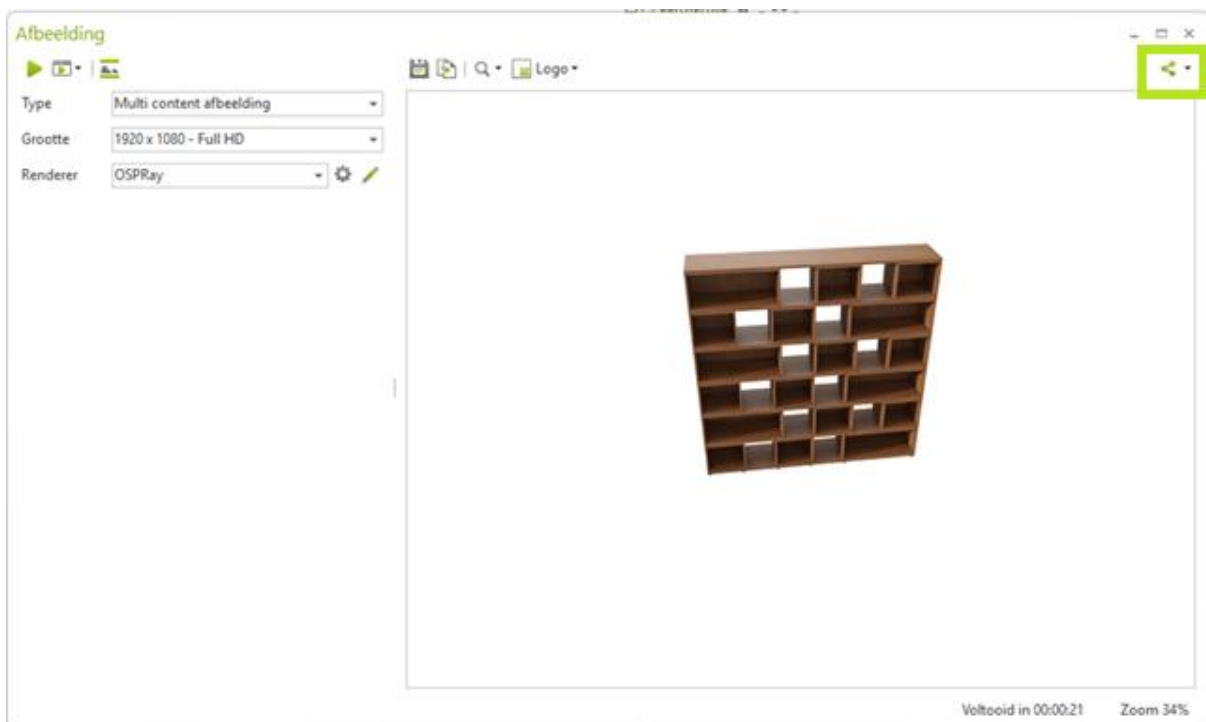 Afbeelding
Logo
Type Multi content afbeelding
Grootte 1920 x 1080 - Full HD
Renderer OSPRay
Voltooid in 00:00:21 Zoom 34%